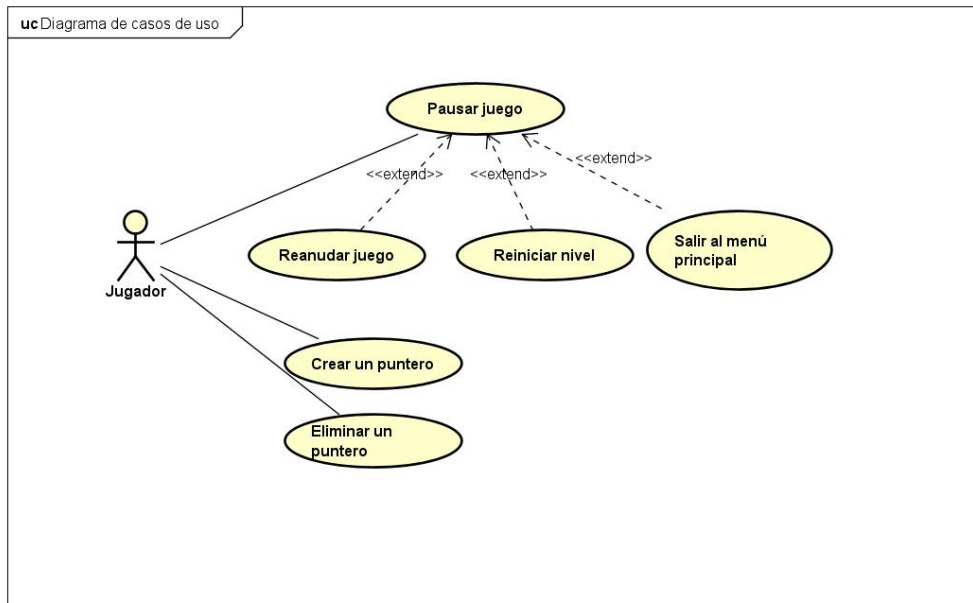 uc Diagrama de casos de uso
Pausar juego
<<extend>>
<<extend>>
<<extend>>
Reanudar juego
Reiniciar nivel
Salir al menú
principal
Jugador
Crear un puntero
Eliminar un
puntero